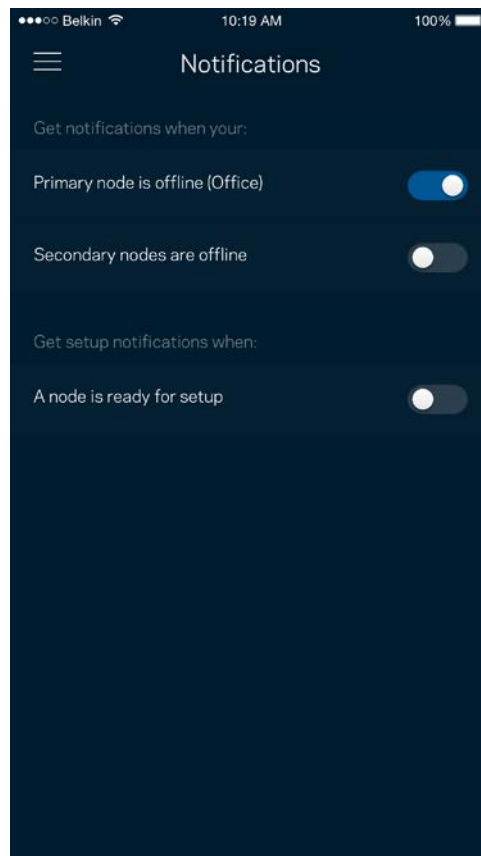 Belkin 10:19 AM 100%
Notifications
Get notifications when your:
Primary node is offline (Office)
Secondary nodes are offline
Get setup notifications when:
A node is ready for setup